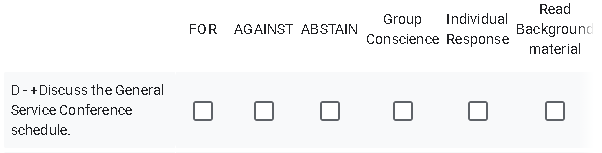 FOR AGAINST ABSTAIN Group Conscience Individual Response Read Background material
D - +Discuss the General
Service Conference
schedule.